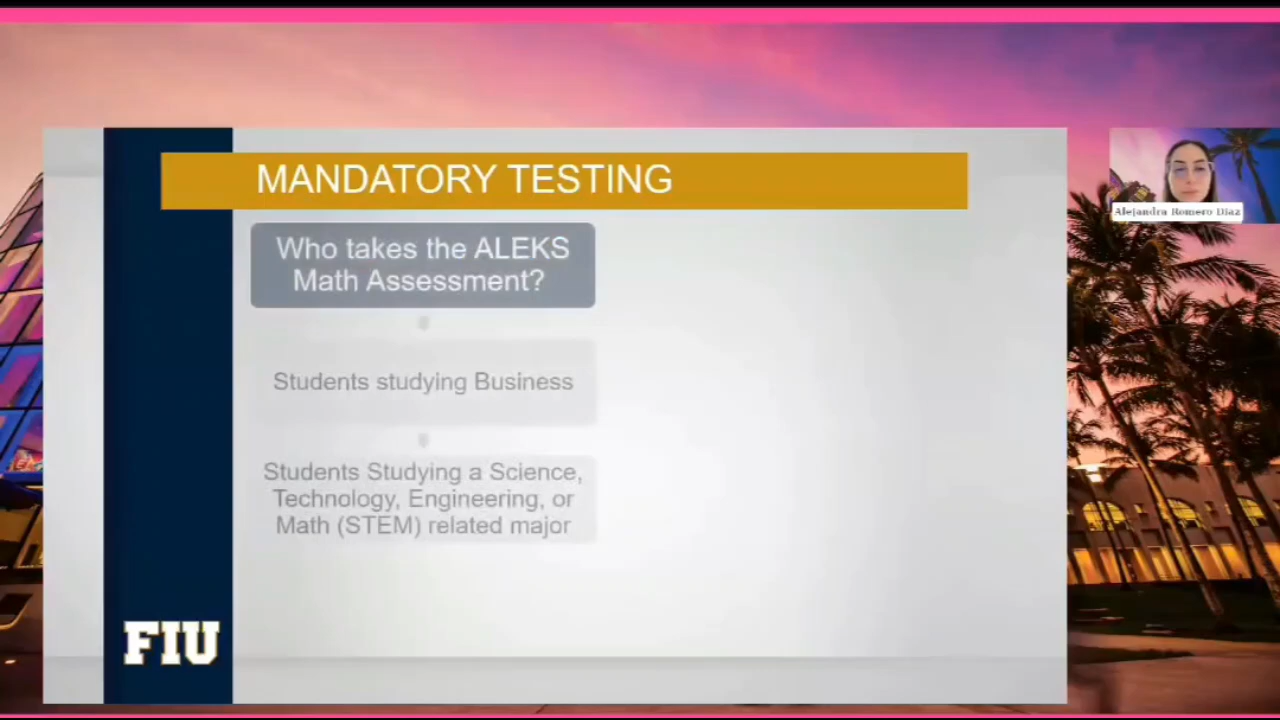 MANDATORY TESTING
Who takes the ALEKS
Math Assessment?
Students studying Business
Students Studying a Science,
Technology, Engineering, or
Math (STEM) related major
FIU
Alejandra Romero Diaz